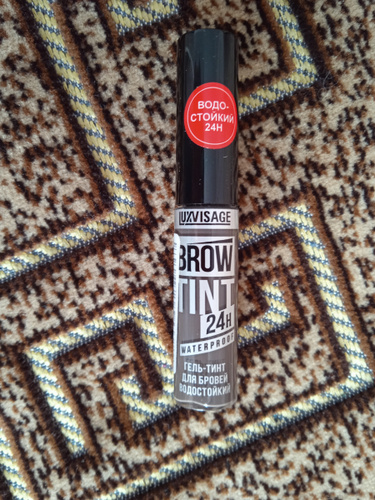 ВОДО-
СТОЙКИЙ
24H
LUXVISAGE
BROW
TINT
24H
WATERPROOF
ГЕЛЬ-ТИНТ
ДЛЯ БРОВЕЙ
ВОДОСТОЙКИЙ